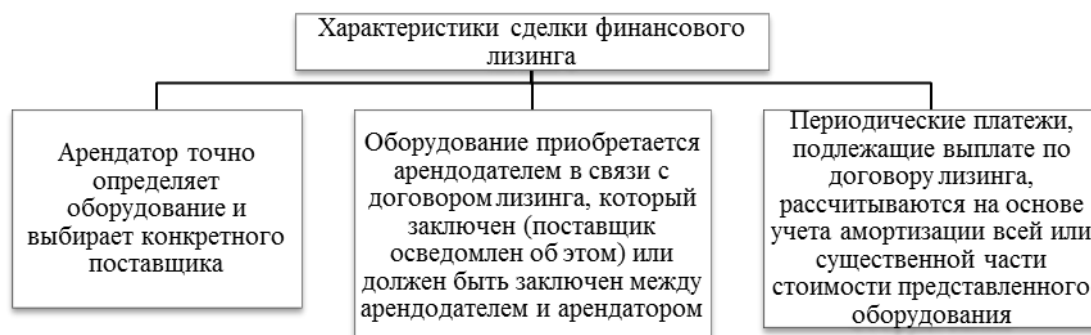 Характеристики сделки финансового
лизинга
Арендатор точно
определяет
оборудование и
выбирает конкретного
поставщика
Оборудование приобретается
арендодателем в связи с
договором лизинга, который
заключен (поставщик
осведомлен об этом) или
должен быть заключен между
арендодателем и арендатором
Периодические платежи,
подлежащие выплате по
договору лизинга,
рассчитываются на основе
учета амортизации всей или
существенной части
стоимости представленного
оборудования